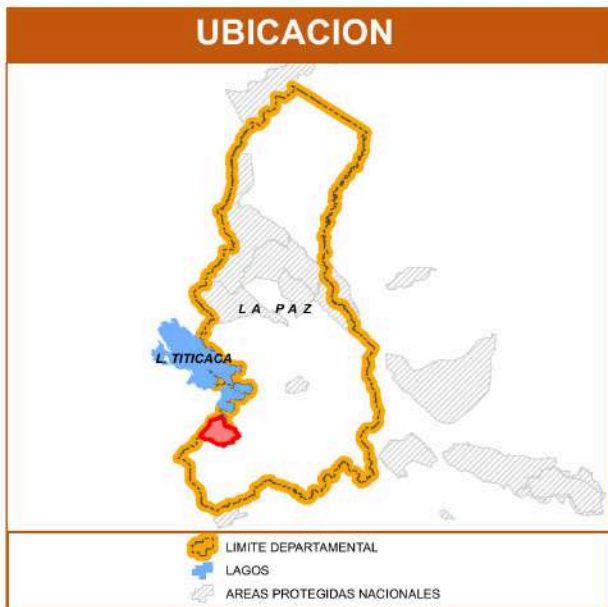 UBICACION
LA PAZ
L. TITICACA
LIMITE DEPARTAMENTAL
LAGOS
AREAS PROTEGIDAS NACIONALES